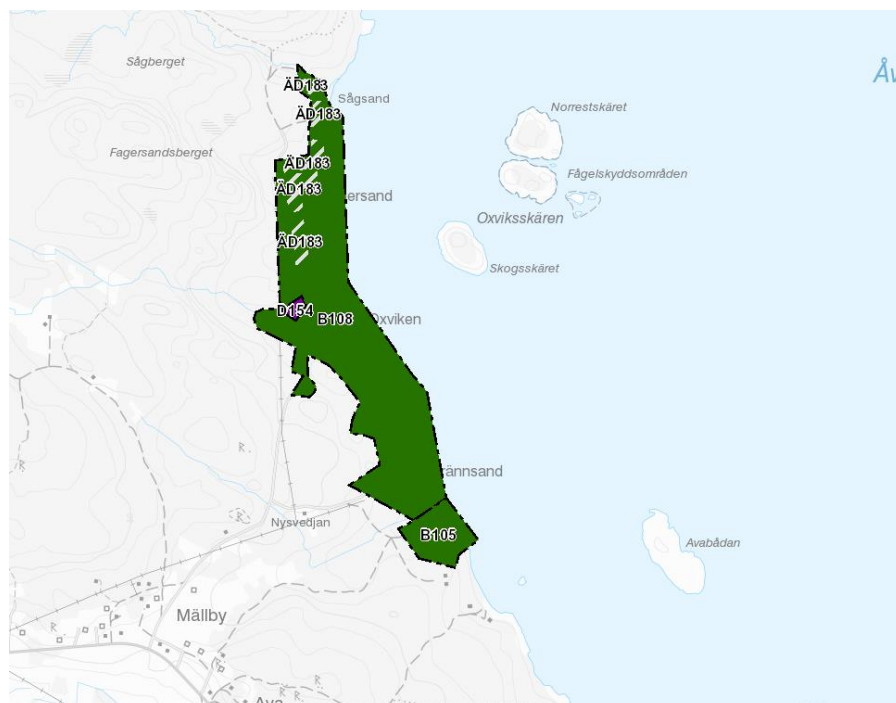 Sågberget
Åv
ÄD183
Sågsand
Norrestskäret
ÄD183
Fagersandsberget
ÄD183
Fågelskyddsområden
ÄD183
ersand
Oxviksskären
ÄD183
Skogsskäret
D154
B108
Oxviken
rännsand
Nysvedjan
B105
Avabådan
Mällby
Ava
R
R
R
R
R
R
R